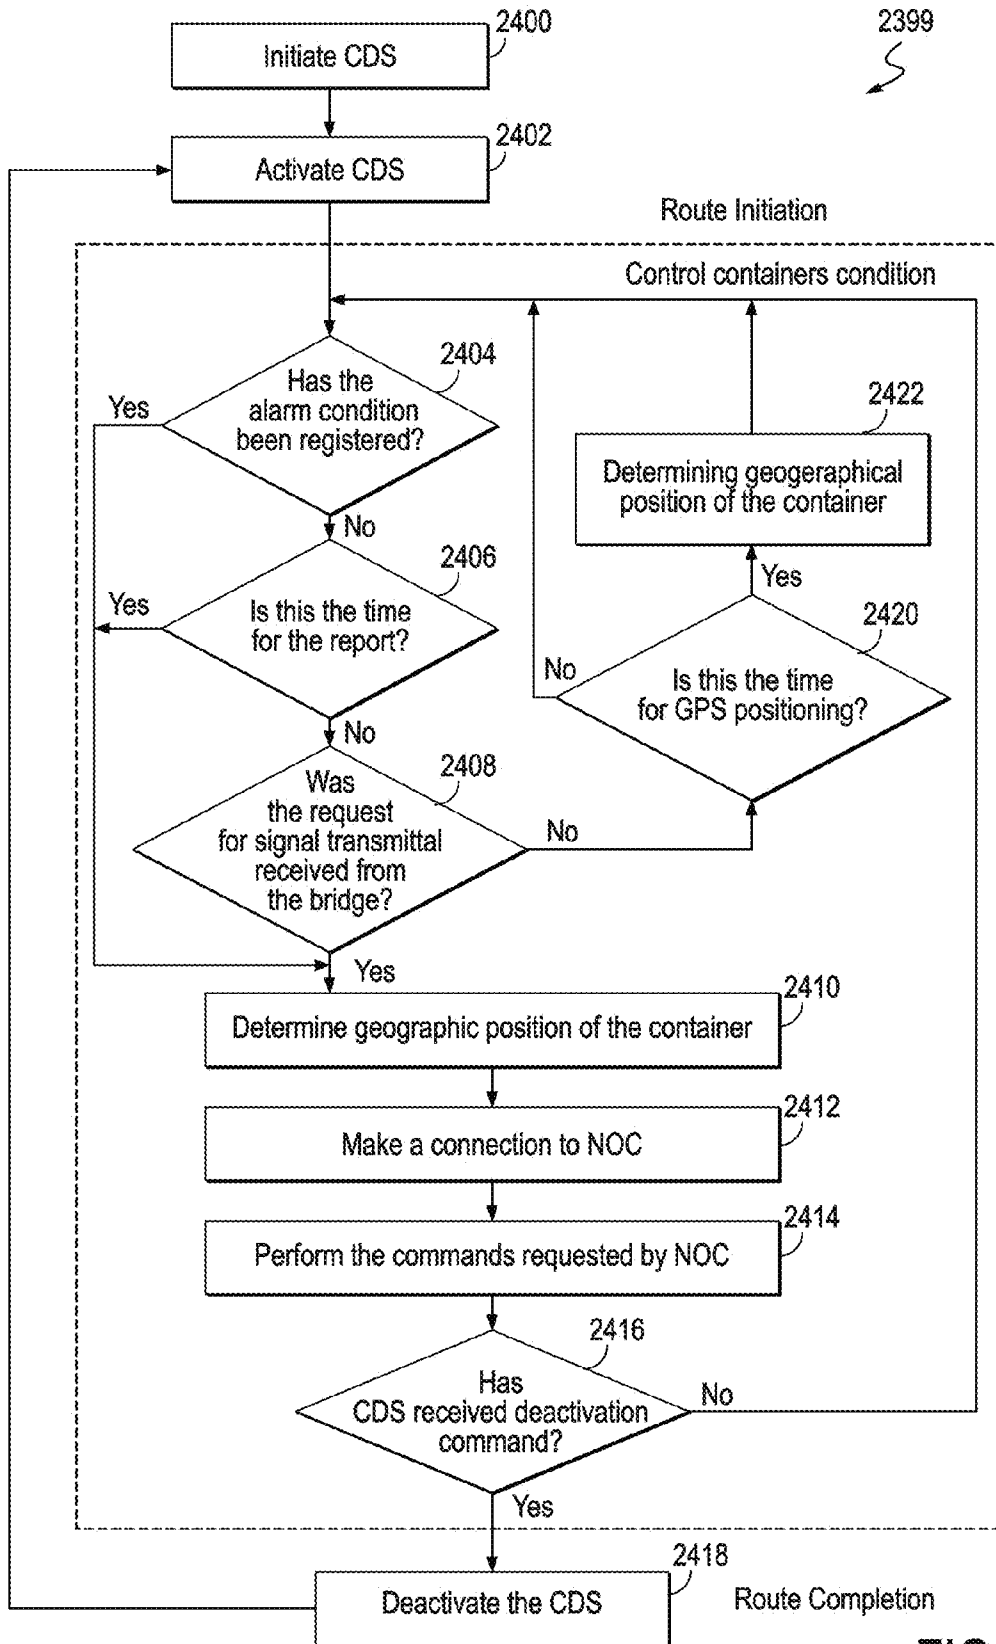 2400
2399
Initiate CDS
2402
Activate CDS
Route Initiation
Control containers condition
2404
Has the
alarm condition
been registered?
Yes
No
2422
Determining geogeraphical
position of the container
2406
Is this the time
for the report?
Yes
No
Yes
2420
Is this the time
for GPS positioning?
No
2408
Was
the request
for signal transmittal
received from
the bridge?
No
Yes
2410
Determine geographic position of the container
2412
Make a connection to NOC
2414
Perform the commands requested by NOC
2416
Has
CDS received deactivation
command?
No
Yes
2418
Deactivate the CDS
Route Completion